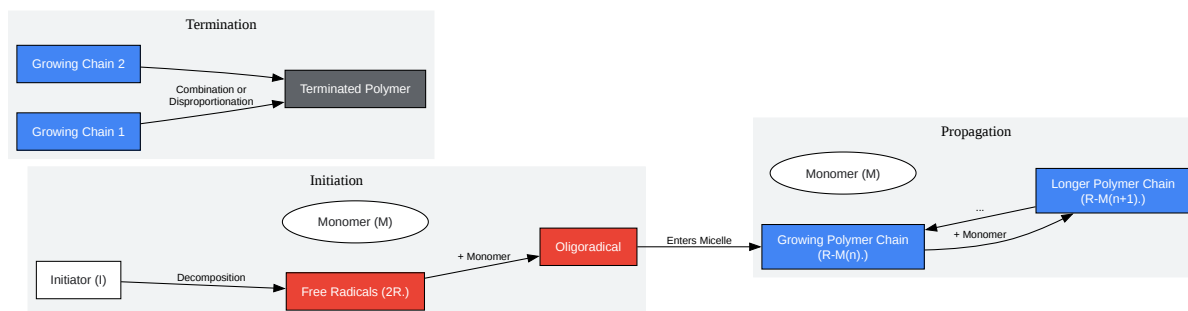 Termination
Growing Chain 2
Combination or
Disproportionation
Terminated Polymer
Growing Chain 1
Initiation
Monomer (M)
Initiator (I)
Decomposition
Free Radicals (2R.)
+ Monomer
Oligoradical
Enters Micelle
Propagation
Monomer (M)
Growing Polymer Chain
(R-M(n).)
...
+ Monomer
Longer Polymer Chain
(R-M(n+1).)